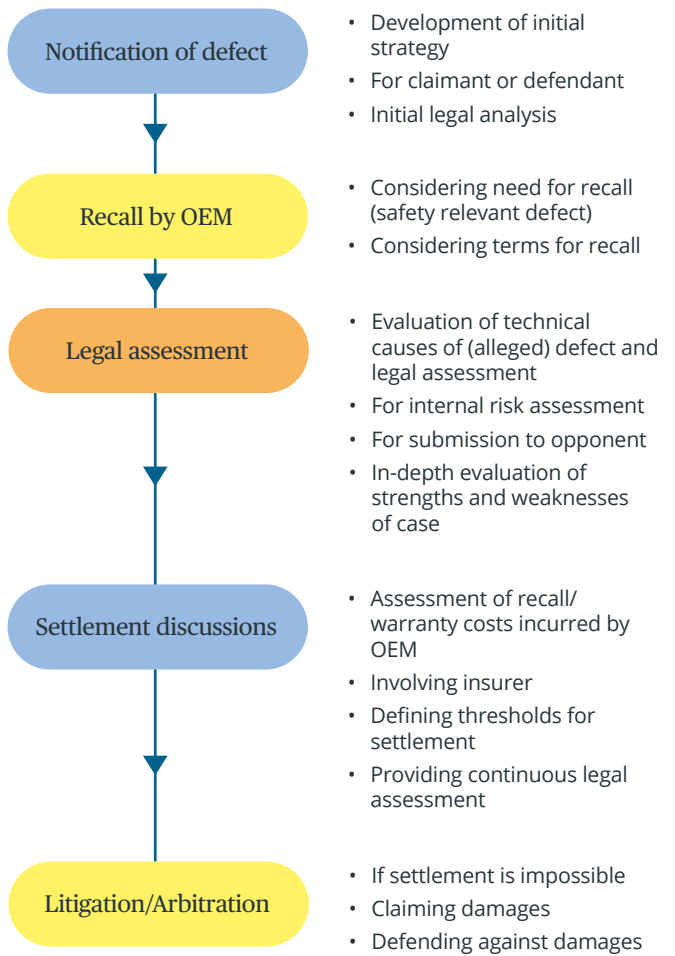 Notification of defect
• Development of initial
strategy
• For claimant or defendant
• Initial legal analysis
Recall by OEM
• Considering need for recall
(safety relevant defect)
• Considering terms for recall
Legal assessment
• Evaluation of technical
causes of (alleged) defect and
legal assessment
• For internal risk assessment
• For submission to opponent
• In-depth evaluation of
strengths and weaknesses
of case
Settlement discussions
• Assessment of recall/
warranty costs incurred by
OEM
• Involving insurer
• Defining thresholds for
settlement
• Providing continuous legal
assessment
Litigation/Arbitration
• If settlement is impossible
• Claiming damages
• Defending against damages